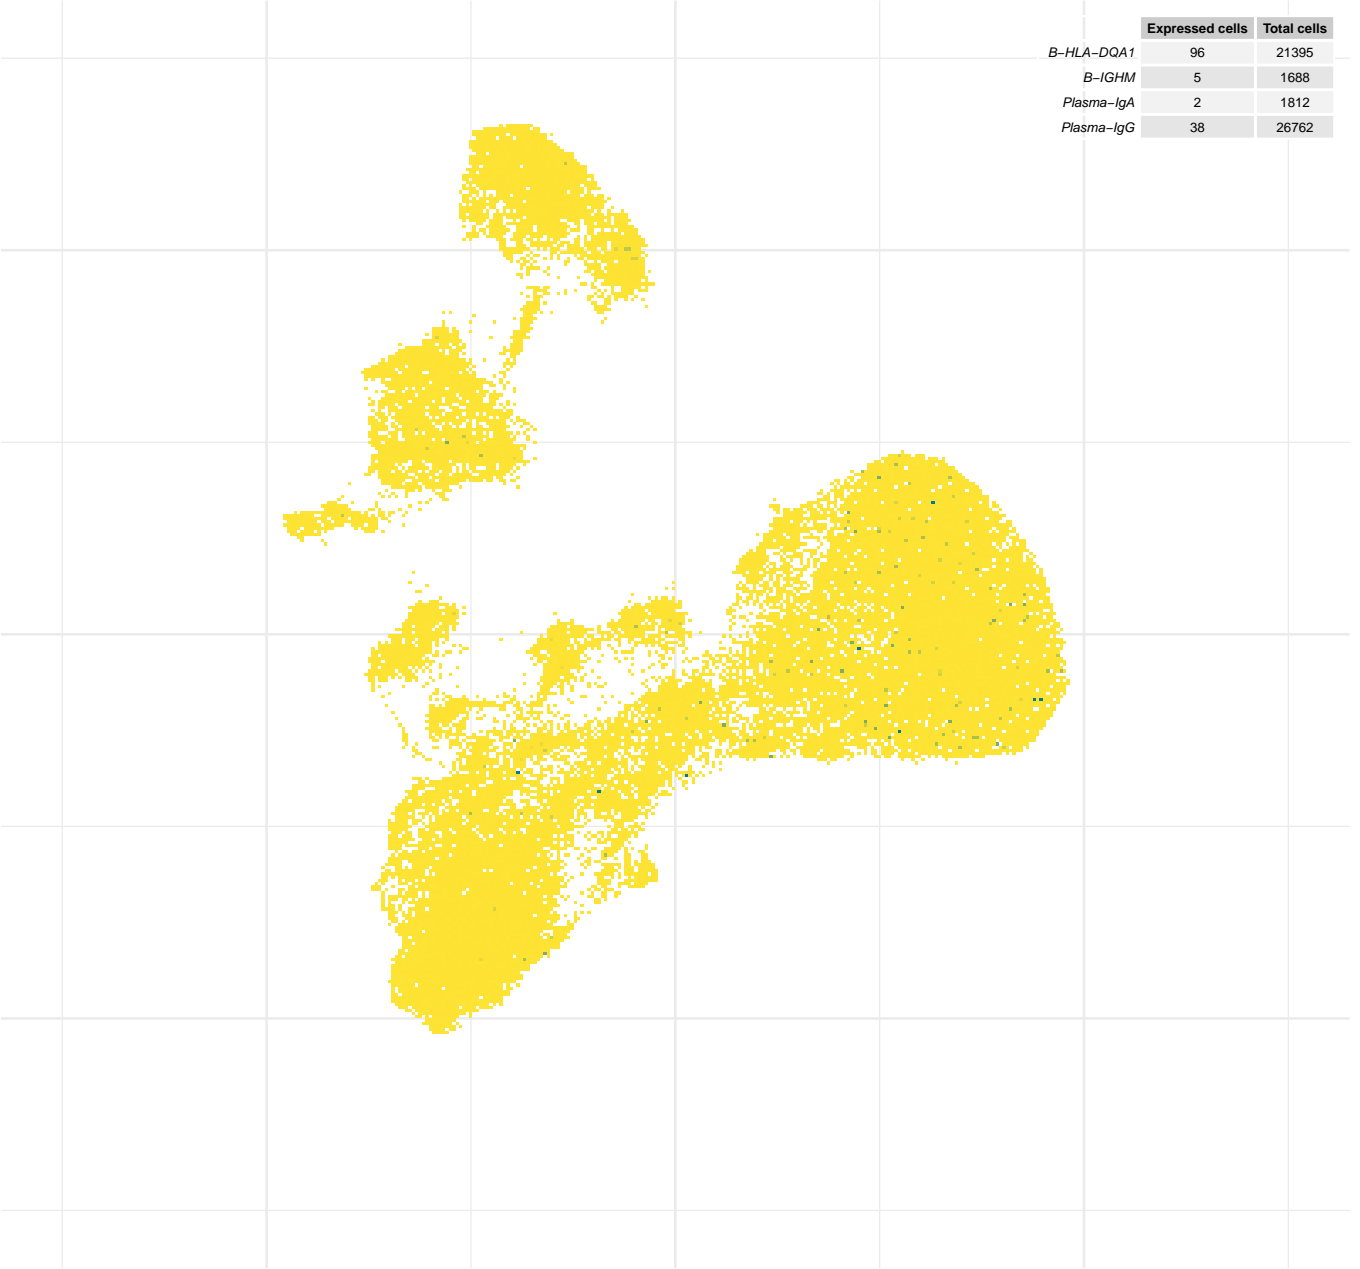 Expressed cells Total cells
B−HLA−DQA1 96 21395
B−IGHM 5 1688
Plasma−IgA 2 1812
Plasma−IgG 38 26762